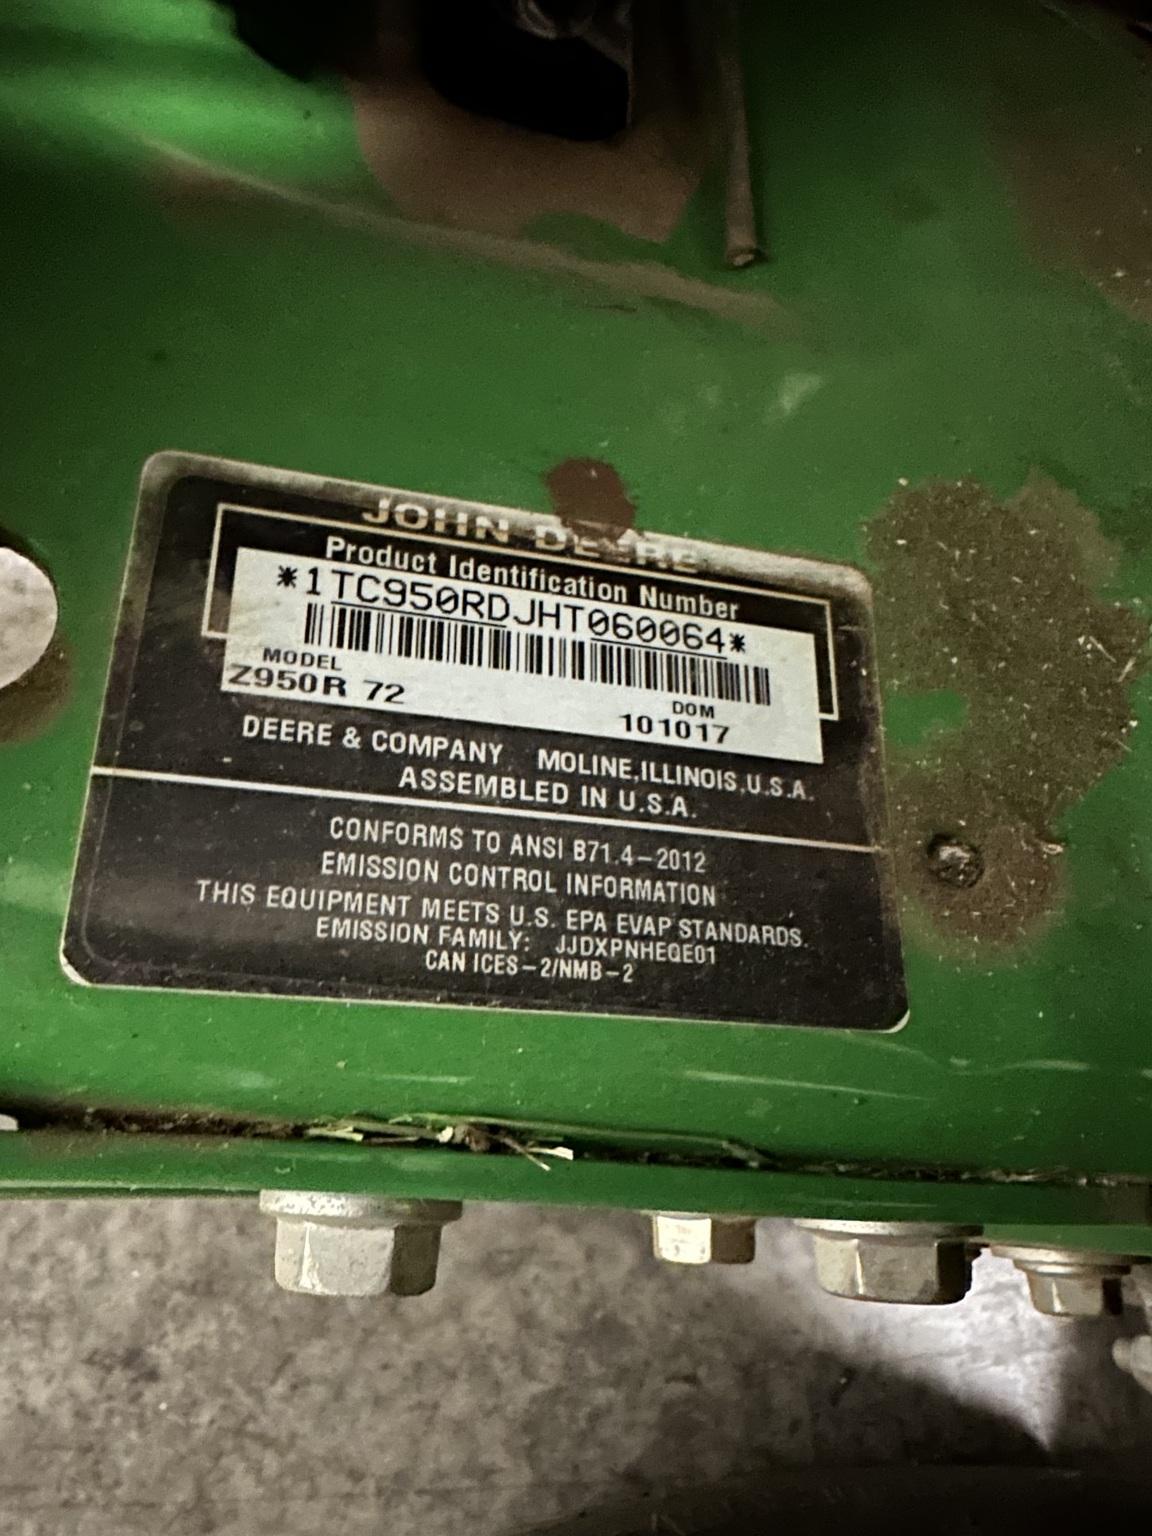 JOHN DEERE
Product Identification Number
*1TC950RDJHT060064*
MODEL
Z950R 72
DOM
101017
DEERE & COMPANY MOLINE, ILLINOIS, U.S.A.
ASSEMBLED IN U.S.A.
CONFORMS TO ANSI B71.4-2012
EMISSION CONTROL INFORMATION
THIS EQUIPMENT MEETS U.S. EPA EVAP STANDARDS.
EMISSION FAMILY: JJDXPNHEQE01
CAN ICES-2/NMB-2